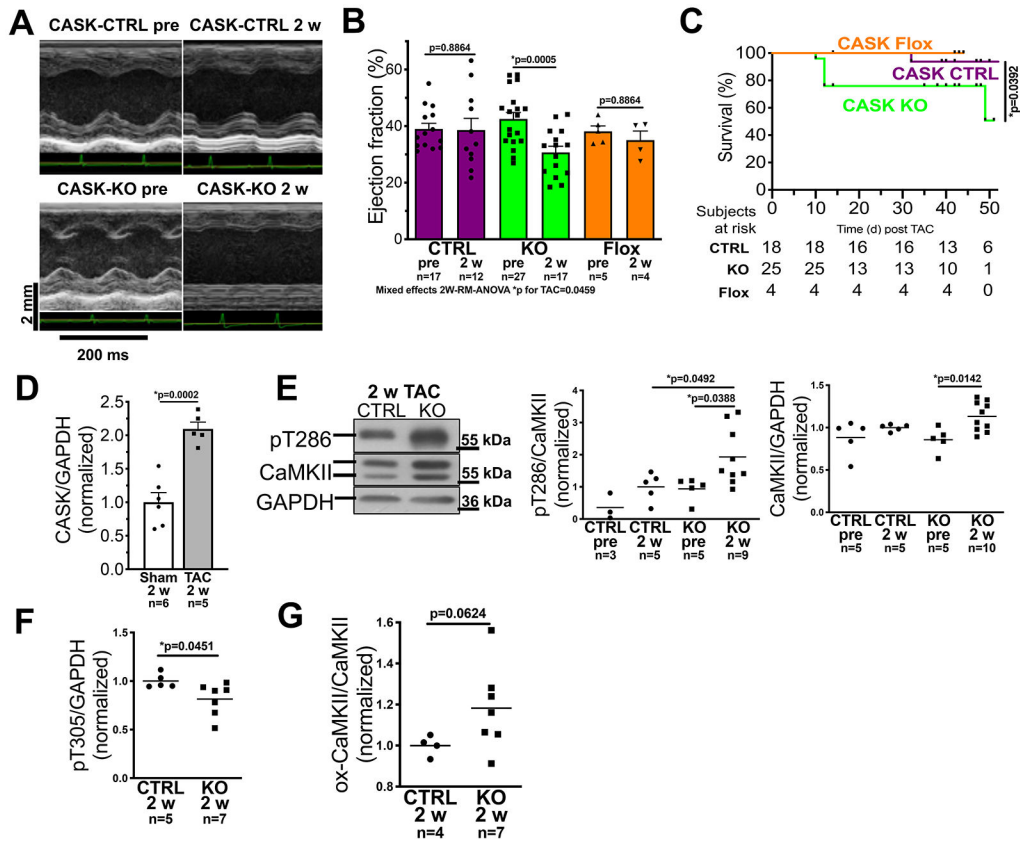 A
CASK-CTRL pre
CASK-CTRL 2 w
CASK-KO pre
CASK-KO 2 w
2 mm
200 ms
B
Ejection fraction (%)
80
60
40
20
0
p=0.8864
*p=0.0005
p=0.8864
CTRL
KO
Flox
pre
2 w
pre
2 w
pre
2 w
n=17
n=12
n=27
n=17
n=5
n=4
Mixed effects 2W-RM-ANOVA *p for TAC=0.0459
C
Survival (%)
100
80
60
40
20
0
CASK Flox
CASK CTRL
CASK KO
*p=0.0392
0 10 20 30 40 50
Time (d) post TAC
Subjects
at risk
CTRL 18 18 16 16 13 6
KO 25 25 13 13 10 1
Flox 4 4 4 4 4 0
D
CASK/GAPDH
(normalized)
2.5
2.0
1.5
1.0
0.5
0.0
*p=0.0002
Sham
2 w
n=6
TAC
2 w
n=5
E
2 w TAC
CTRL KO
pT286
55 kDa
CaMKII
55 kDa
GAPDH
36 kDa
pT286/CaMKII
(normalized)
4
2
1
0
*p=0.0492
*p=0.0388
CTRL
pre
n=3
CTRL
2 w
n=5
KO
pre
n=5
KO
2 w
n=9
CaMKII/GAPDH
(normalized)
1.5
1.0
0.5
0.0
*p=0.0142
CTRL
pre
n=5
CTRL
2 w
n=5
KO
pre
n=5
KO
2 w
n=10
F
pT305/GAPDH
(normalized)
1.5
1.0
0.5
0.0
*p=0.0451
CTRL
2 w
n=5
KO
2 w
n=7
G
ox-CaMKII/CaMKII
(normalized)
1.6
1.4
1.2
1.0
0.8
p=0.0624
CTRL
2 w
n=4
KO
2 w
n=7